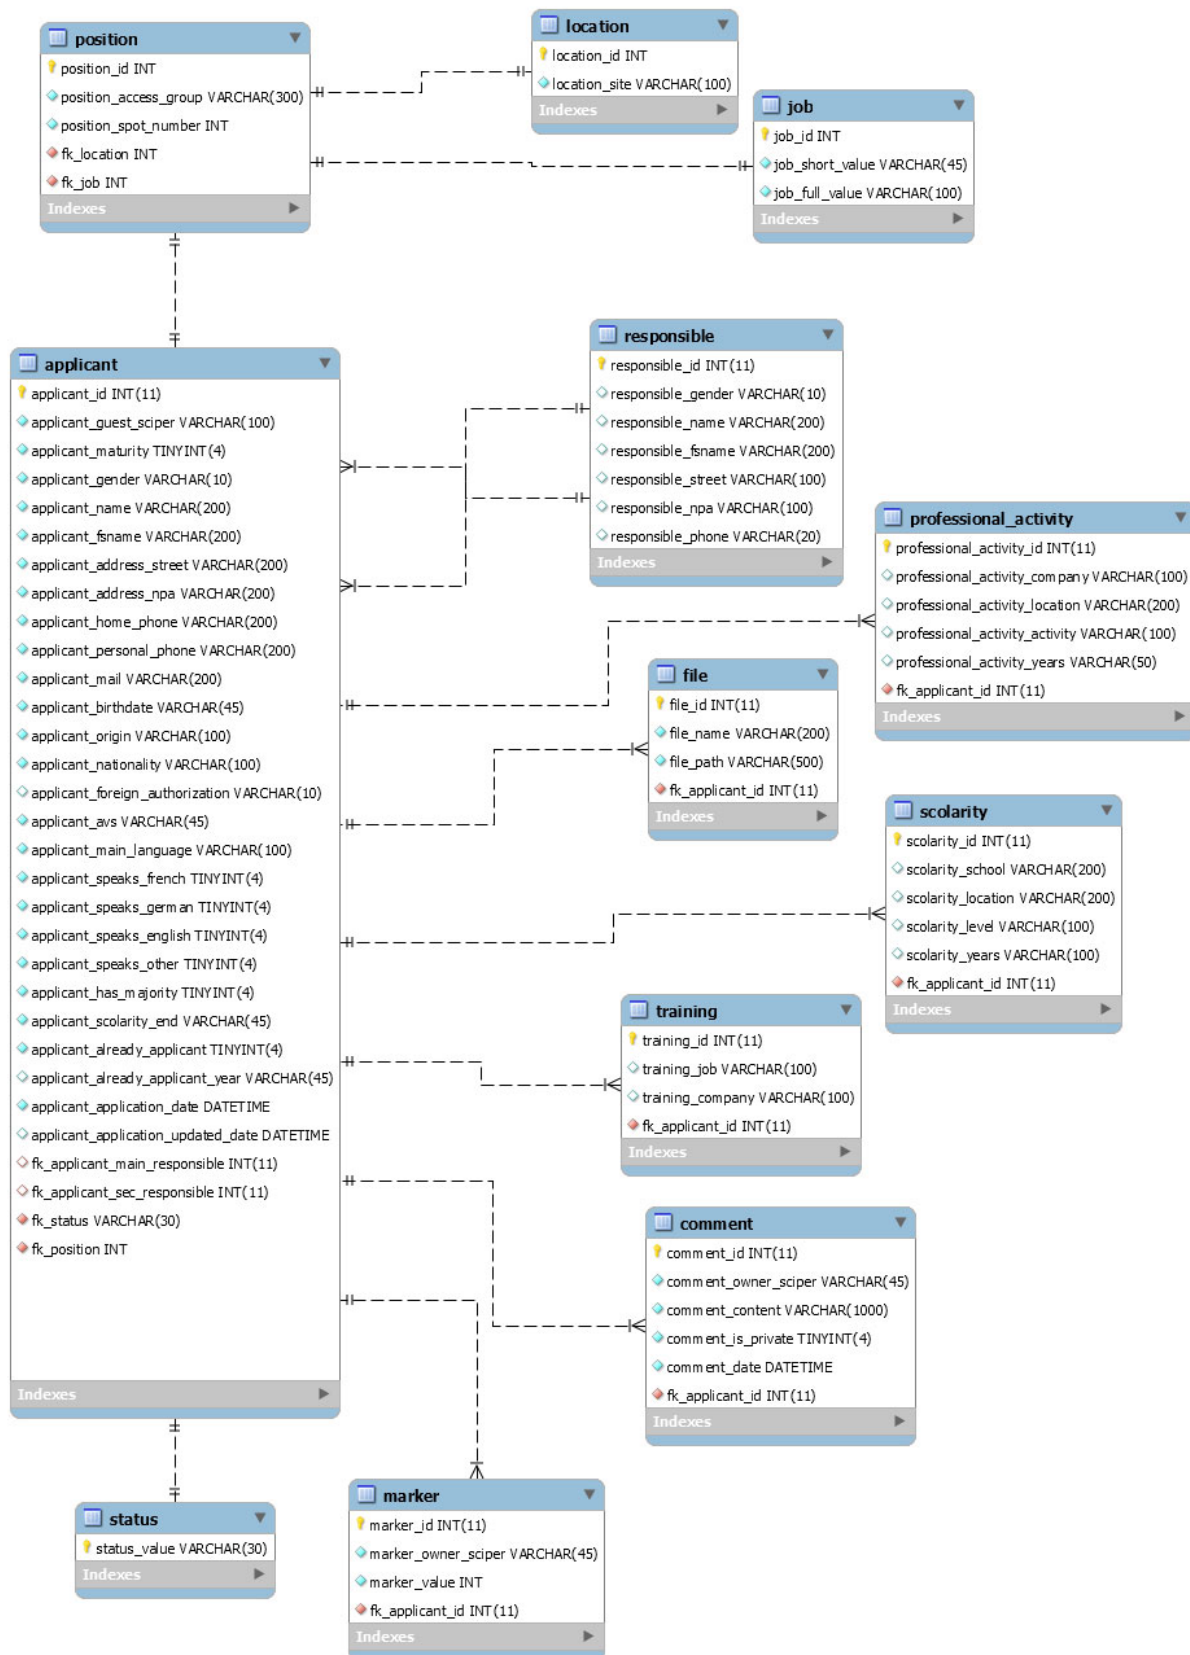 position
position_id INT
position_access_group VARCHAR(300)
position_spot_number INT
fk_location INT
fk_job INT
Indexes
location
location_id INT
location_site VARCHAR(100)
Indexes
job
job_id INT
job_short_value VARCHAR(45)
job_full_value VARCHAR(100)
Indexes
applicant
applicant_id INT(11)
applicant_guest_sciper VARCHAR(100)
applicant_maturity TINYINT(4)
applicant_gender VARCHAR(10)
applicant_name VARCHAR(200)
applicant_fsname VARCHAR(200)
applicant_address_street VARCHAR(200)
applicant_address_npa VARCHAR(200)
applicant_home_phone VARCHAR(200)
applicant_personal_phone VARCHAR(200)
applicant_mail VARCHAR(200)
applicant_birthdate VARCHAR(45)
applicant_origin VARCHAR(100)
applicant_nationality VARCHAR(100)
applicant_foreign_authorization VARCHAR(10)
applicant_avs VARCHAR(45)
applicant_main_language VARCHAR(100)
applicant_speaks_french TINYINT(4)
applicant_speaks_german TINYINT(4)
applicant_speaks_english TINYINT(4)
applicant_speaks_other TINYINT(4)
applicant_has_majority TINYINT(4)
applicant_scolarity_end VARCHAR(45)
applicant_already_applicant TINYINT(4)
applicant_already_applicant_year VARCHAR(45)
applicant_application_date DATETIME
applicant_application_updated_date DATETIME
fk_applicant_main_responsible INT(11)
fk_applicant_sec_responsible INT(11)
fk_status VARCHAR(30)
fk_position INT
Indexes
responsible
responsible_id INT(11)
responsible_gender VARCHAR(10)
responsible_name VARCHAR(200)
responsible_fsname VARCHAR(200)
responsible_street VARCHAR(100)
responsible_npa VARCHAR(100)
responsible_phone VARCHAR(20)
Indexes
professional_activity
professional_activity_id INT(11)
professional_activity_company VARCHAR(100)
professional_activity_location VARCHAR(200)
professional_activity_activity VARCHAR(100)
professional_activity_years VARCHAR(50)
fk_applicant_id INT(11)
Indexes
file
file_id INT(11)
file_name VARCHAR(200)
file_path VARCHAR(500)
fk_applicant_id INT(11)
Indexes
scolarity
scolarity_id INT(11)
scolarity_school VARCHAR(200)
scolarity_location VARCHAR(200)
scolarity_level VARCHAR(100)
scolarity_years VARCHAR(100)
fk_applicant_id INT(11)
Indexes
training
training_id INT(11)
training_job VARCHAR(100)
training_company VARCHAR(100)
fk_applicant_id INT(11)
Indexes
comment
comment_id INT(11)
comment_owner_sciper VARCHAR(45)
comment_content VARCHAR(1000)
comment_is_private TINYINT(4)
comment_date DATETIME
fk_applicant_id INT(11)
Indexes
status
status_value VARCHAR(30)
Indexes
marker
marker_id INT(11)
marker_owner_sciper VARCHAR(45)
marker_value INT
fk_applicant_id INT(11)
Indexes